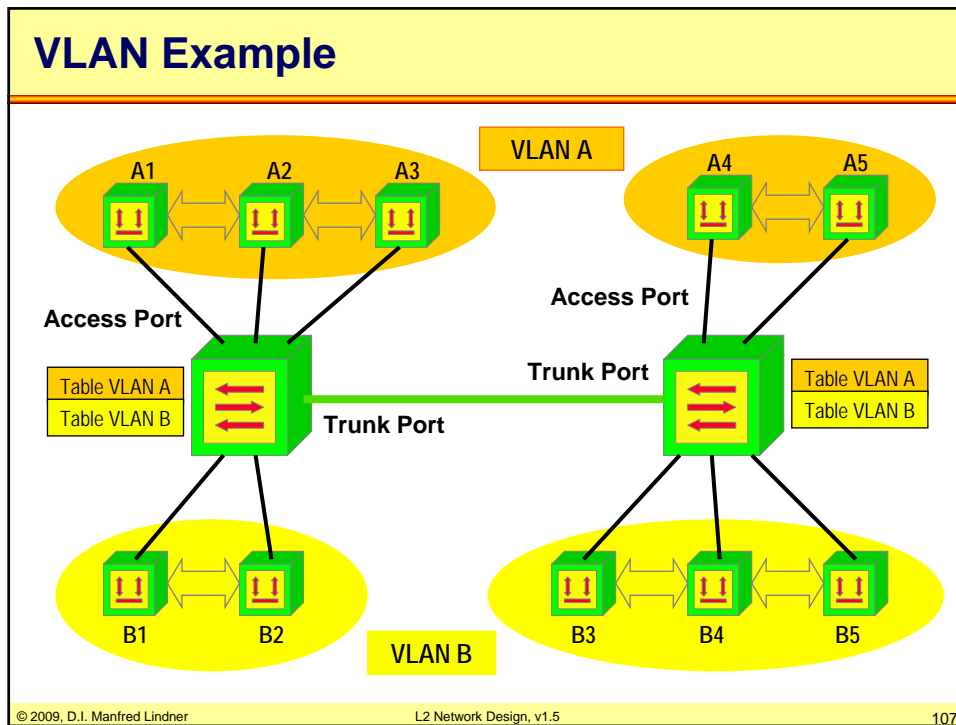 VLAN Example
VLAN A
A1 A2 A3
A4 A5
Access Port
Access Port
Trunk Port
Table VLAN A
Table VLAN B
Trunk Port
Table VLAN A
Table VLAN B
B1 B2
B3 B4 B5
VLAN B
© 2009, D.I. Manfred Lindner
L2 Network Design, v1.5
107